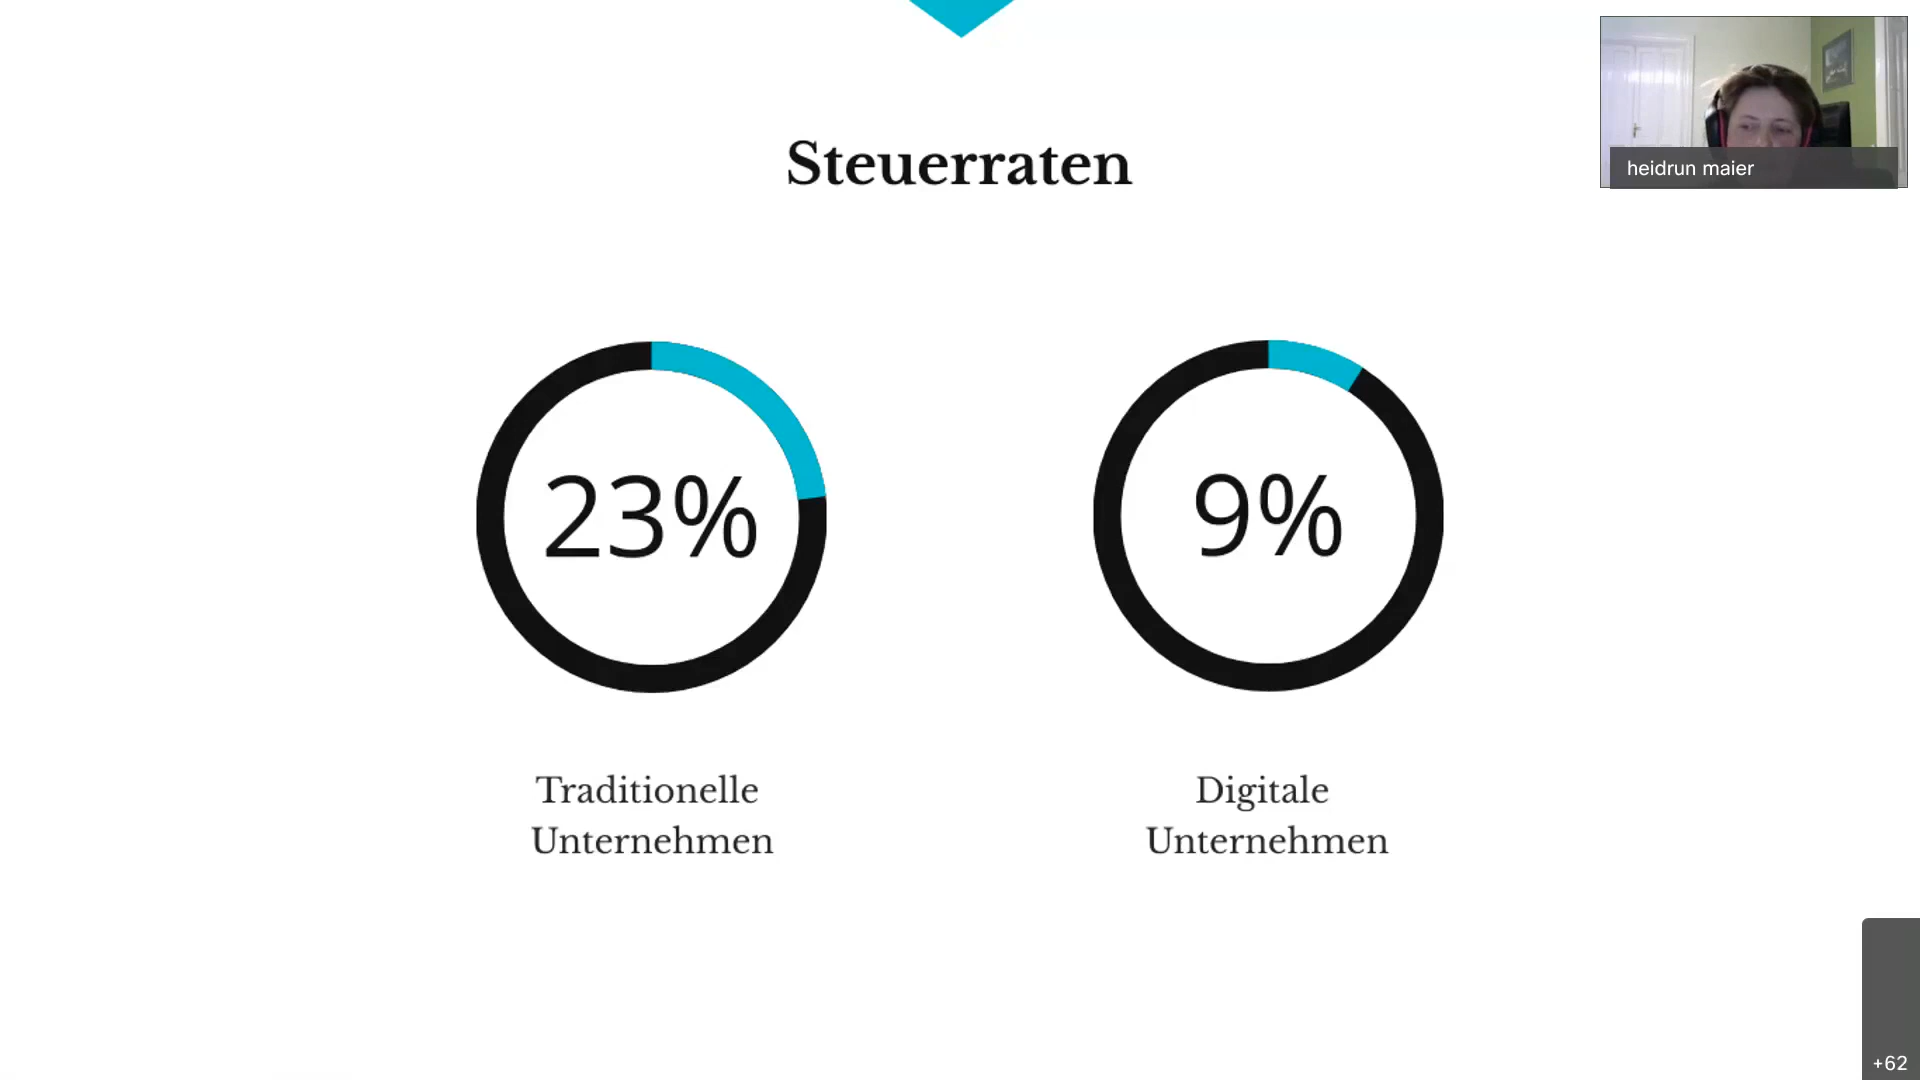 Steuerraten
heidrun maier
23%
9%
Traditionelle
Unternehmen
Digitale
Unternehmen
+62